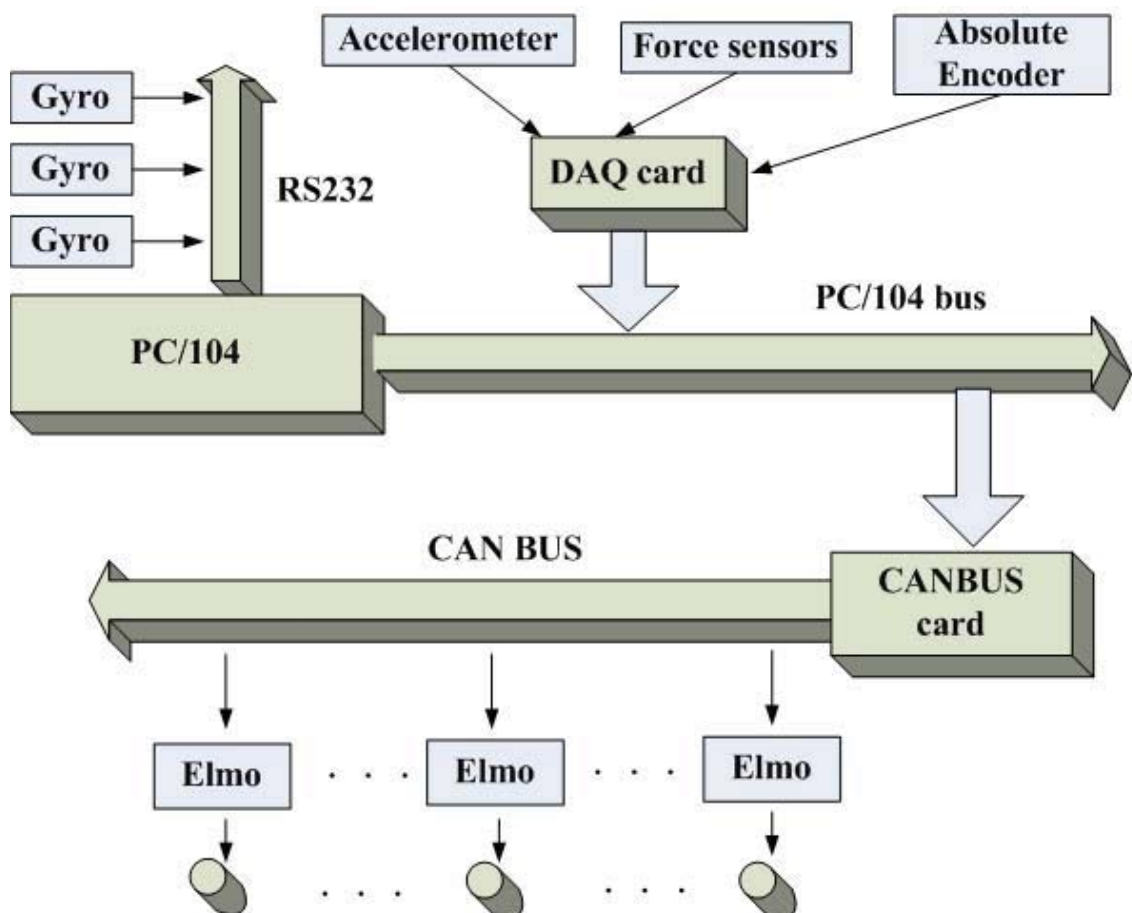 Accelerometer
Force sensors
Absolute
Encoder
Gyro
Gyro
Gyro
RS232
DAQ card
PC/104 bus
PC/104
CAN BUS
CANBUS
card
Elmo . . . Elmo . . . Elmo
. . . . . .